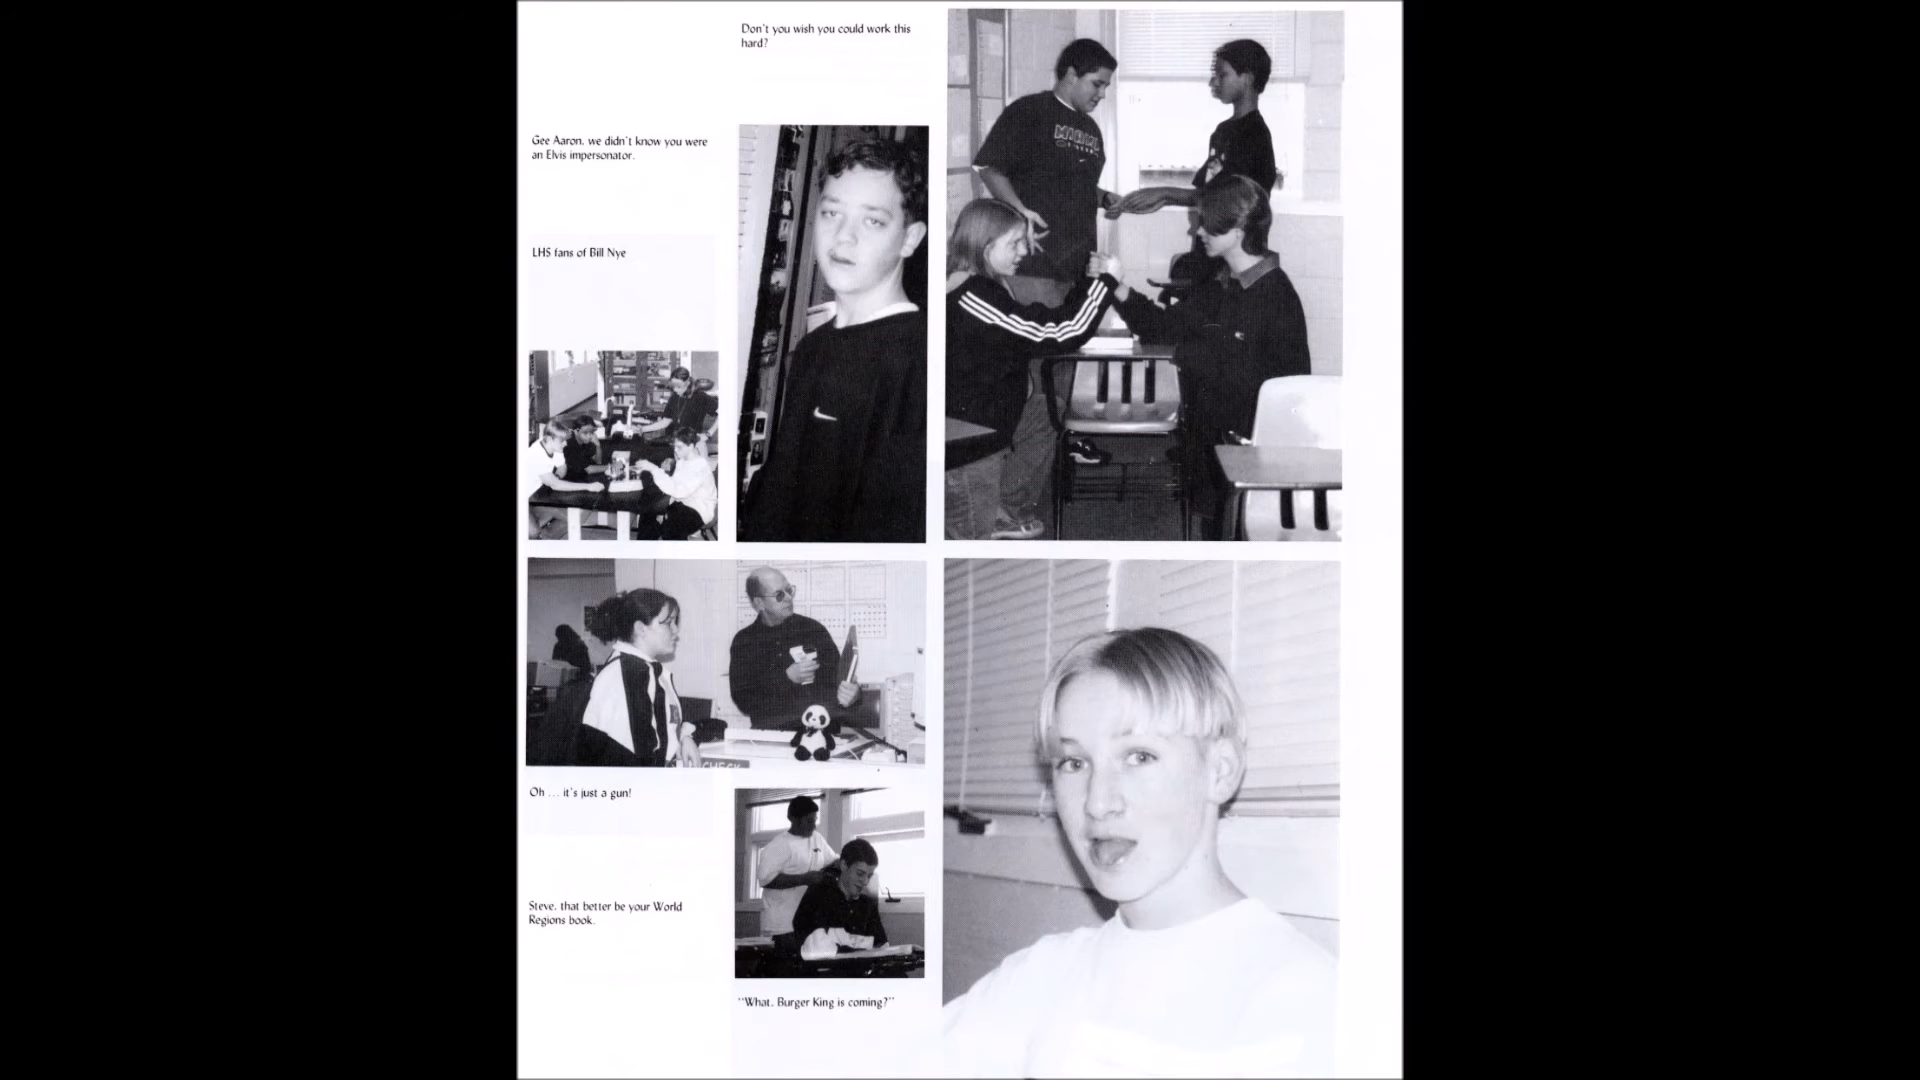 Don't you wish you could work this
hard?
Gee Aaron, we didn't know you were
an Elvis impersonator.
LHS fans of Bill Nye
MIAMI
CHECK
Oh ... it's just a gun!
Steve, that better be your World
Regions book.
"What, Burger King is coming?"